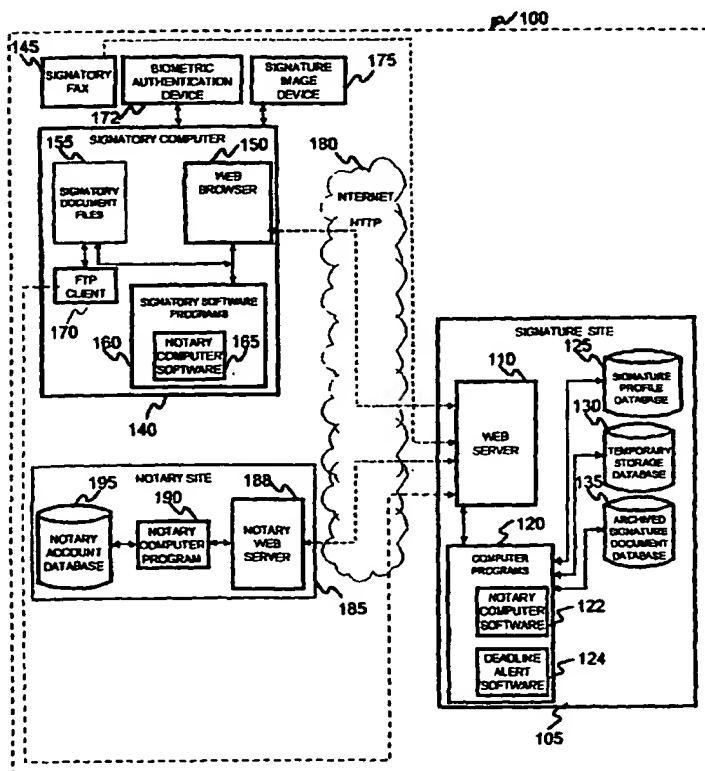 100
145
SIGNATORY
FAX
BIOMETRIC
AUTHENTICATION
DEVICE
172
SIGNATURE
IMAGE
DEVICE
175
SIGNATORY COMPUTER
155
150
180
SIGNATORY
DOCUMENT
FILES
WEB
BROWSER
INTERNET
HTTP
FTP
CLIENT
170
SIGNATORY SOFTWARE
PROGRAMS
160
NOTARY
COMPUTER
SOFTWARE
165
140
SIGNATURE SITE
110
125
SIGNATURE
PROFILE
DATABASE
WEB
SERVER
130
TEMPORARY
STORAGE
DATABASE
135
ARCHIVED
SIGNATURE
DOCUMENT
DATABASE
NOTARY SITE
195
190
188
NOTARY
ACCOUNT
DATABASE
NOTARY
COMPUTER
PROGRAM
NOTARY
WEB
SERVER
185
120
COMPUTER
PROGRAMS
NOTARY
COMPUTER
SOFTWARE
122
DEADLINE
ALERT
SOFTWARE
124
105